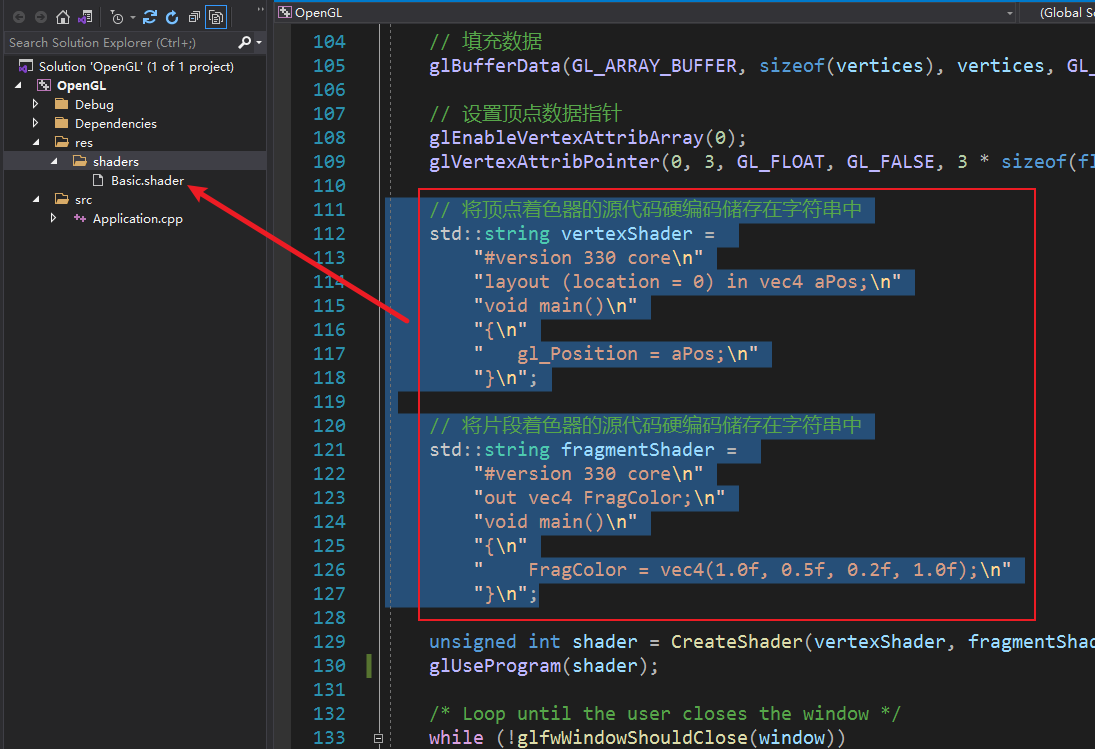 OpenGL
(Global
Search Solution Explorer (Ctrl+;)
Solution 'OpenGL' (1 of 1 project)
OpenGL
Debug
Dependencies
res
shaders
Basic.shader
src
Application.cpp
104 // 填充数据
105 glBufferData(GL_ARRAY_BUFFER, sizeof(vertices), vertices, GL_
106
107 // 设置顶点数据指针
108 glEnableVertexAttribArray(0);
109 glVertexAttribPointer(0, 3, GL_FLOAT, GL_FALSE, 3 * sizeof(fl
110
111 // 将顶点着色器的源代码硬编码储存在字符串中
112 std::string vertexShader =
113 "#version 330 core\n"
114 "layout (location = 0) in vec4 aPos;\n"
115 "void main()\n"
116 "{\n"
117 "   gl_Position = aPos;\n"
118 "}\n";
119
120 // 将片段着色器的源代码硬编码储存在字符串中
121 std::string fragmentShader =
122 "#version 330 core\n"
123 "out vec4 FragColor;\n"
124 "void main()\n"
125 "{\n"
126 "    FragColor = vec4(1.0f, 0.5f, 0.2f, 1.0f);\n"
127 "}\n";
128
129 unsigned int shader = CreateShader(vertexShader, fragmentShad
130 glUseProgram(shader);
131
132 /* Loop until the user closes the window */
133 while (!glfwWindowShouldClose(window))